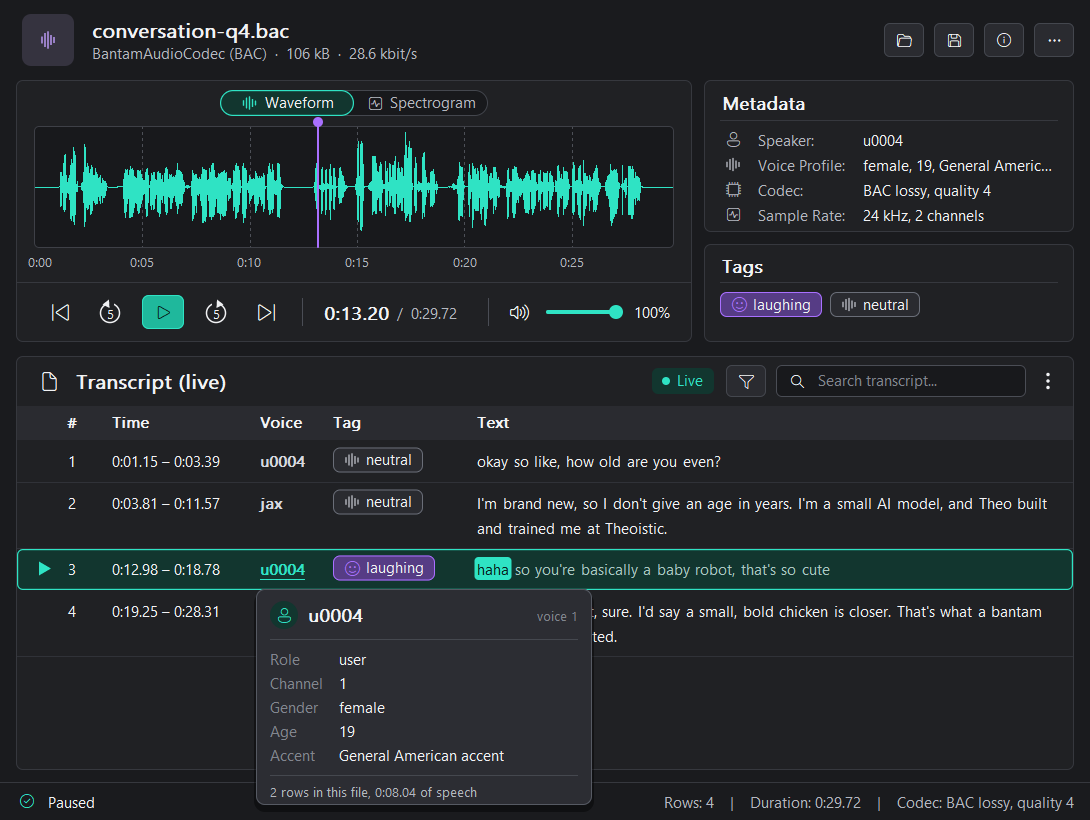 conversation-q4.bac
BantamAudioCodec (BAC) · 106 kB · 28.6 kbit/s
Waveform Spectrogram
0:00 0:05 0:10 0:15 0:20 0:25
5 5 0:13.20 / 0:29.72 100%
Metadata
Speaker: u0004
Voice Profile: female, 19, General Americ...
Codec: BAC lossy, quality 4
Sample Rate: 24 kHz, 2 channels
Tags
laughing neutral
Transcript (live) Live Search transcript...
# Time Voice Tag Text
1 0:01.15 – 0:03.39 u0004 neutral okay so like, how old are you even?
2 0:03.81 – 0:11.57 jax neutral I'm brand new, so I don't give an age in years. I'm a small AI model, and Theo built
and trained me at Theoistic.
3 0:12.98 – 0:18.78 u0004 laughing haha so you're basically a baby robot, that's so cute
4 0:19.25 – 0:28.31 sure. I'd say a small, bold chicken is closer. That's what a bantam
ted.
u0004 voice 1
Role user
Channel 1
Gender female
Age 19
Accent General American accent
2 rows in this file, 0:08.04 of speech
Paused Rows: 4 | Duration: 0:29.72 | Codec: BAC lossy, quality 4